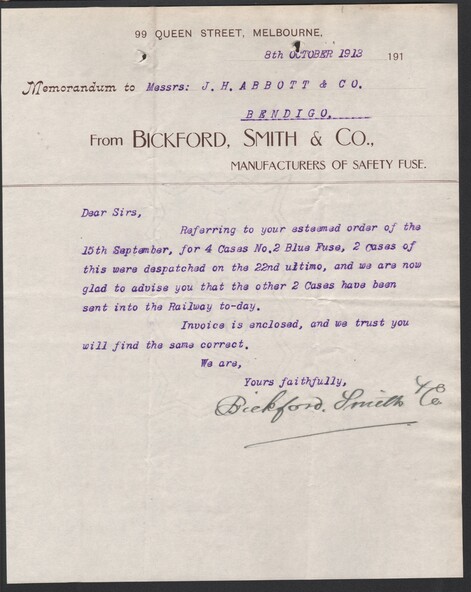 99 QUEEN STREET, MELBOURNE,
8th OCTOBER 1913 191
Memorandum to Messrs: J. H. ABBOTT & CO.
BENDIGO.
From BICKFORD, SMITH & CO.,
MANUFACTURERS OF SAFETY FUSE.
Dear Sirs,
Referring to your esteemed order of the
15th September, for 4 Cases No.2 Blue Fuse, 2 cases of
this were despatched on the 22nd ultimo, and we are now
glad to advise you that the other 2 Cases have been
sent into the Railway to-day.
Invoice is enclosed, and we trust you
will find the same correct.
We are,
Yours faithfully,
Bickford, Smith & Co